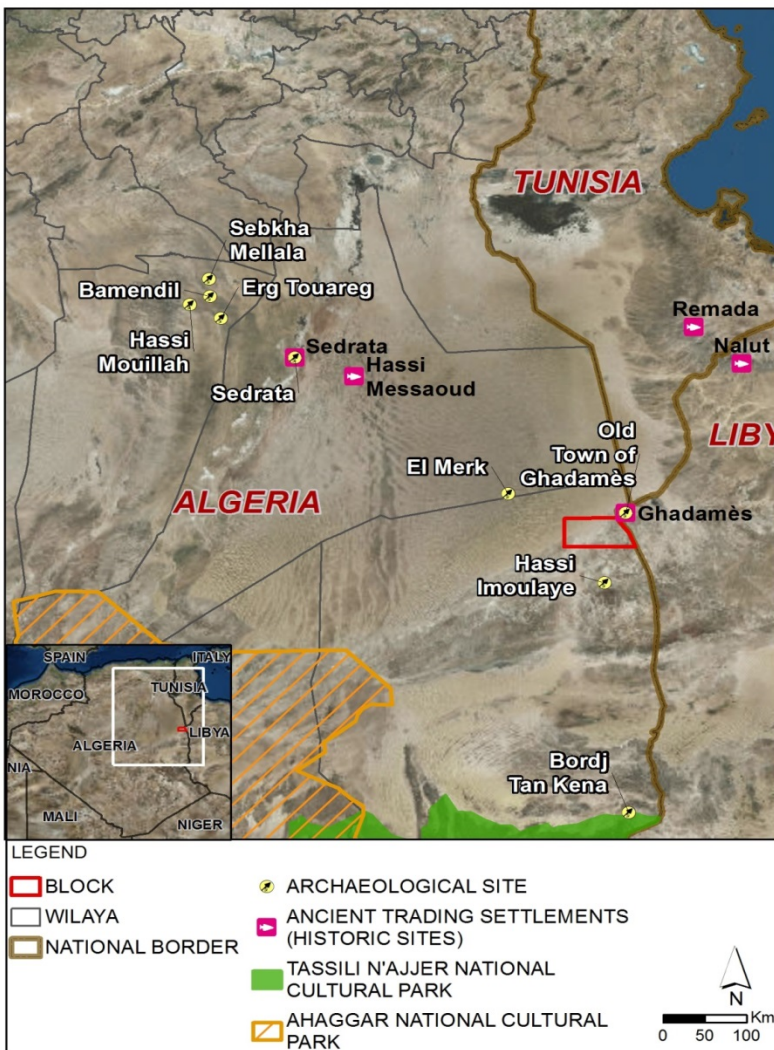 TUNISIA
Sebkha
Mellala
Bamendil
Erg Touareg
Hassi
Mouillah
Remada
Nalut
Sedrata
Sedrata
Hassi
Messaoud
LIBY
Old
Town of
Ghadamès
El Merk
ALGERIA
Ghadamès
Hassi
Imoulaye
Bordj
Tan Kena
SPAIN
ITALY
MOROCCO
TUNISIA
ALGERIA
LIBYA
NIA
MALI
NIGER
LEGEND
BLOCK
WILAYA
NATIONAL BORDER
ARCHAEOLOGICAL SITE
ANCIENT TRADING SETTLEMENTS
(HISTORIC SITES)
TASSILI N'AJJER NATIONAL
CULTURAL PARK
AHAGGAR NATIONAL CULTURAL
PARK
N
Km
0 50 100